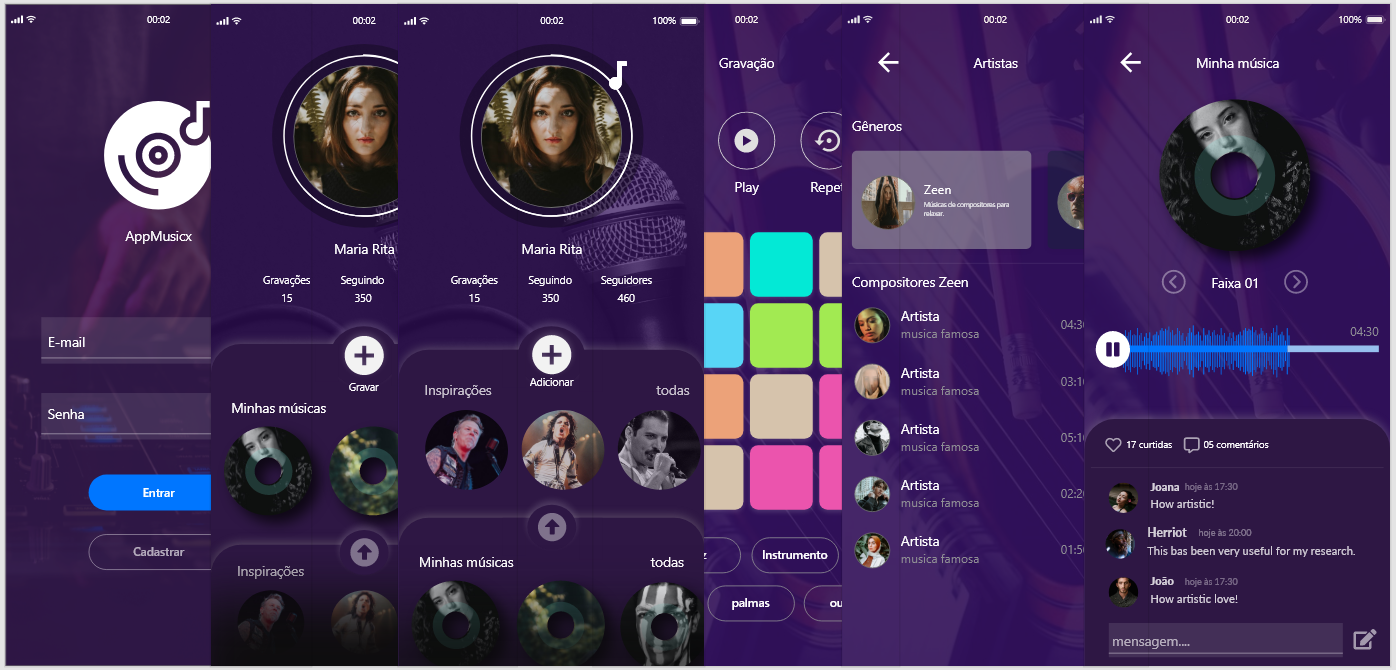 00:02
AppMusicx
E-mail
Senha
Entrar
Cadastrar
00:02
Maria Rita
Gravações
Seguindo
15
350
Gravar
Minhas músicas
Inspirações
00:02
100%
Maria Rita
Gravações
Seguindo
Seguidores
15
350
460
Adicionar
Inspirações
todas
Minhas músicas
todas
00:02
Gravação
Play
Repet
z
Instrumento
palmas
ou
00:02
Artistas
Gêneros
Zeen
Músicas de compositores para
relaxar.
Compositores Zeen
Artista
musica famosa
04:30
Artista
musica famosa
03:10
Artista
musica famosa
05:10
Artista
musica famosa
02:20
Artista
musica famosa
01:50
00:02
100%
Minha música
Faixa 01
04:30
17 curtidas
05 comentários
Joana hoje às 17:30
How artistic!
Herriot hoje às 20:00
This bas been very useful for my research.
João hoje às 17:30
How artistic love!
mensagem....